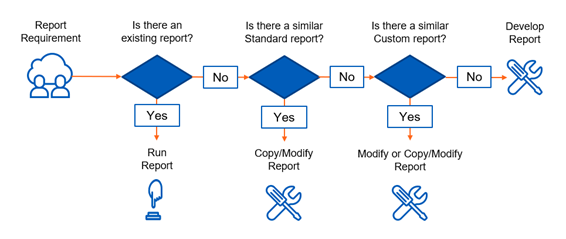 Report
Requirement
Is there an
existing report?
Is there a similar
Standard report?
Is there a similar
Custom report?
Develop
Report
No
No
No
Yes
Yes
Yes
Run
Report
Copy/Modify
Report
Modify or Copy/Modify
Report